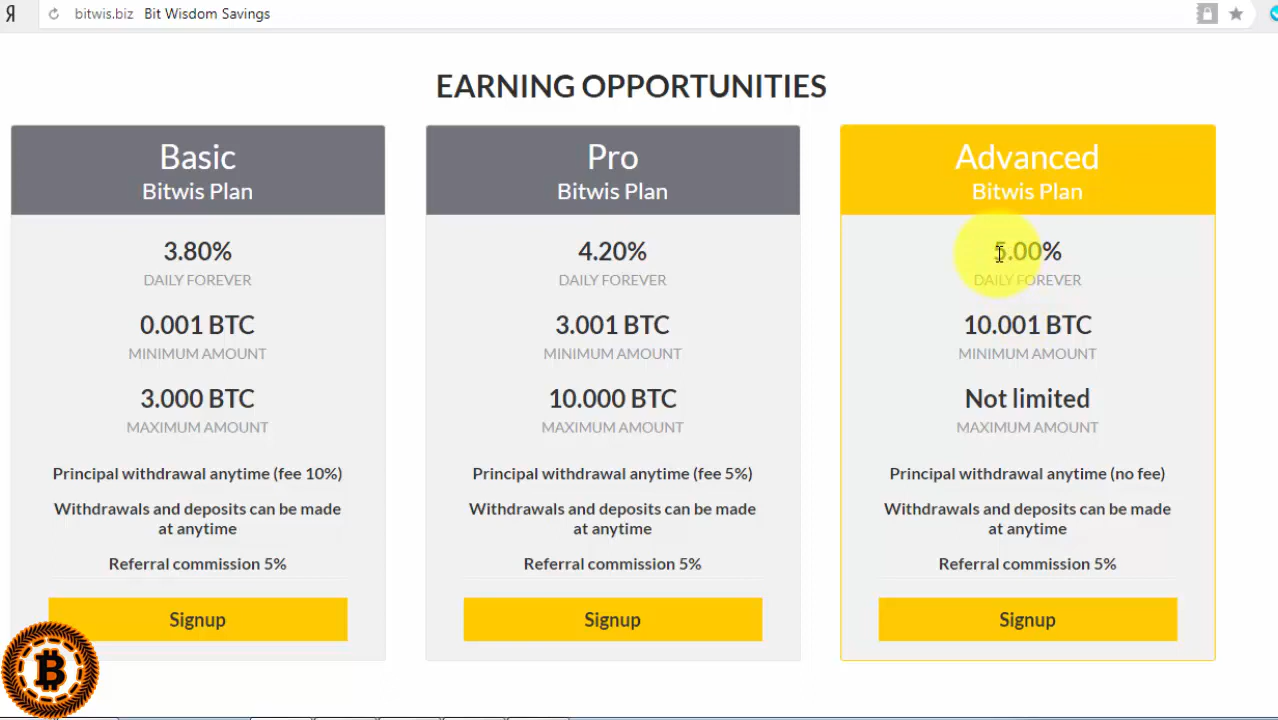 Я bitwis.biz Bit Wisdom Savings
EARNING OPPORTUNITIES
Basic
Bitwis Plan
3.80%
DAILY FOREVER
0.001 BTC
MINIMUM AMOUNT
3.000 BTC
MAXIMUM AMOUNT
Principal withdrawal anytime (fee 10%)
Withdrawals and deposits can be made
at anytime
Referral commission 5%
Signup
Pro
Bitwis Plan
4.20%
DAILY FOREVER
3.001 BTC
MINIMUM AMOUNT
10.000 BTC
MAXIMUM AMOUNT
Principal withdrawal anytime (fee 5%)
Withdrawals and deposits can be made
at anytime
Referral commission 5%
Signup
Advanced
Bitwis Plan
5.00%
DAILY FOREVER
10.001 BTC
MINIMUM AMOUNT
Not limited
MAXIMUM AMOUNT
Principal withdrawal anytime (no fee)
Withdrawals and deposits can be made
at anytime
Referral commission 5%
Signup